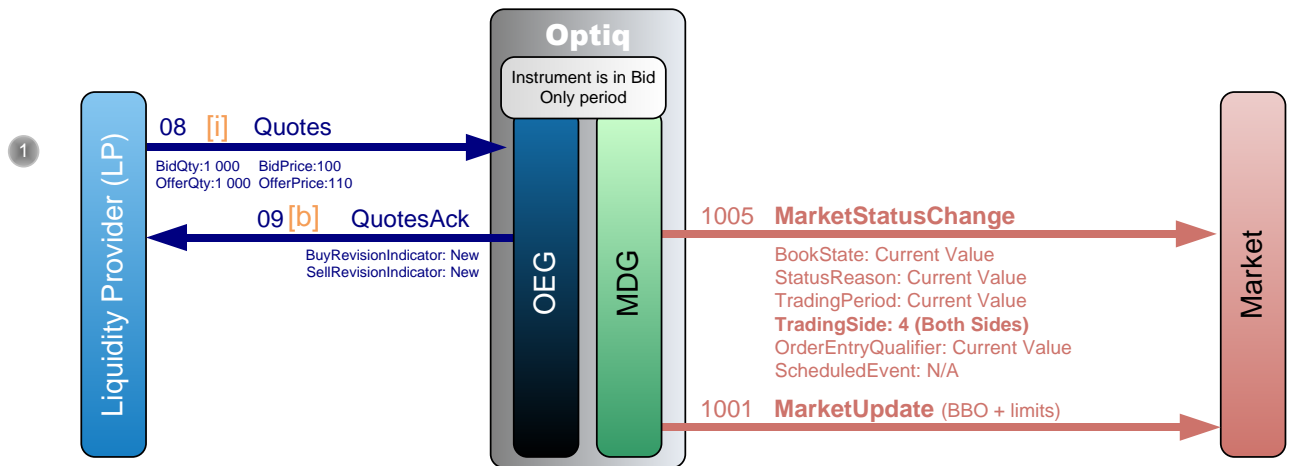 Optiq
Instrument is in Bid
Only period
1
Liquidity Provider (LP)
08 [i] Quotes
BidQty:1 000 BidPrice:100
OfferQty:1 000 OfferPrice:110
09 [b] QuotesAck
BuyRevisionIndicator: New
SellRevisionIndicator: New
OEG
MDG
1005 MarketStatusChange
BookState: Current Value
StatusReason: Current Value
TradingPeriod: Current Value
TradingSide: 4 (Both Sides)
OrderEntryQualifier: Current Value
ScheduledEvent: N/A
1001 MarketUpdate (BBO + limits)
Market